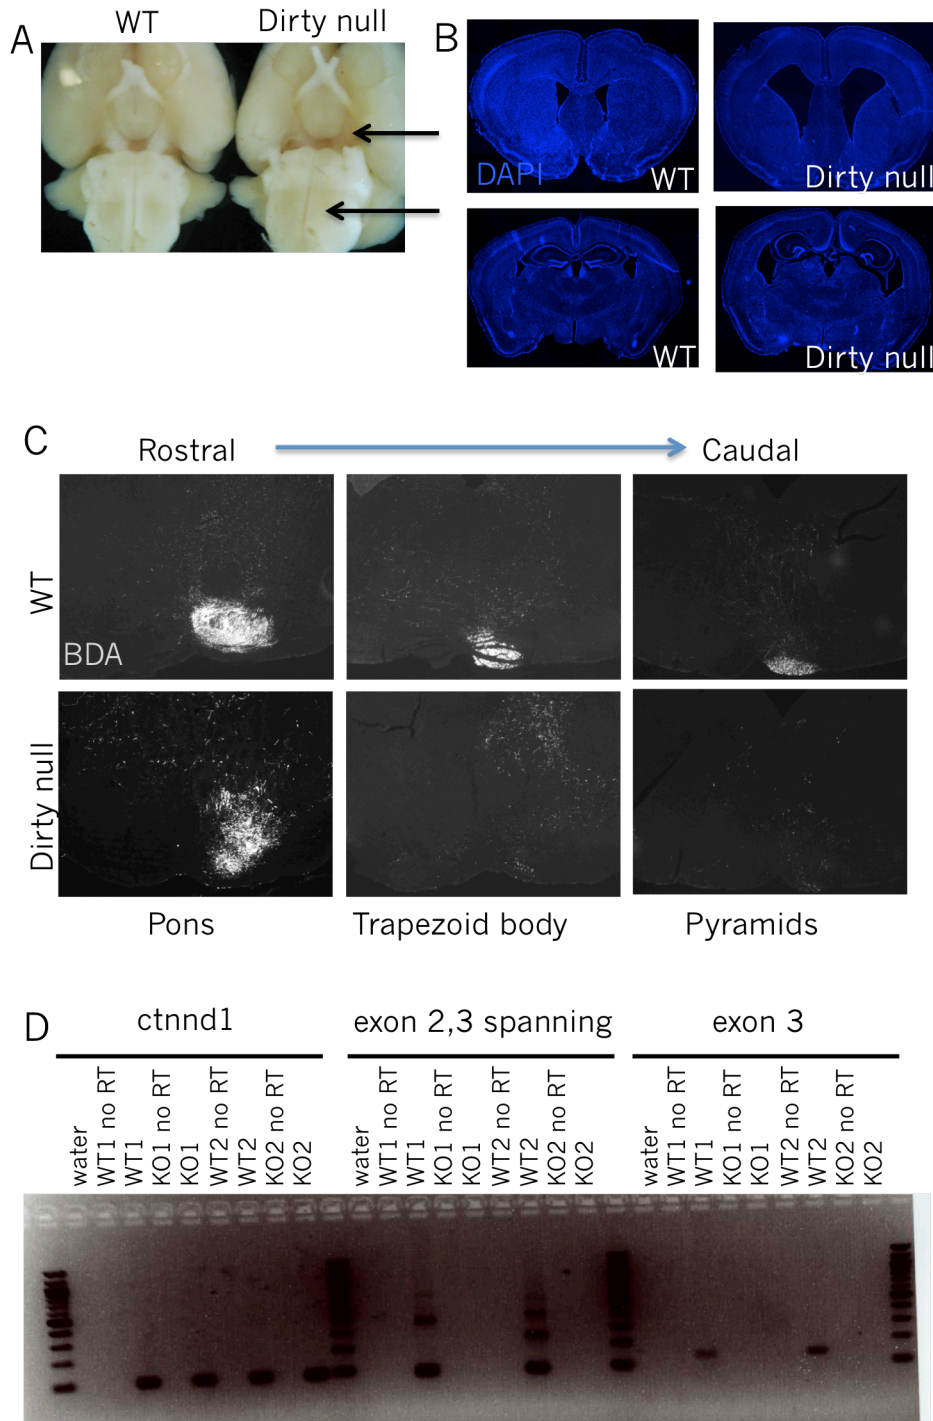 A
WT
Dirty null
B
DAPI
WT
Dirty null
WT
Dirty null
C
Rostral
Caudal
WT
BDA
Dirty null
Pons
Trapezoid body
Pyramids
D
ctnnd1
exon 2,3 spanning
exon 3
water
WT1 no RT
WT1
KO1 no RT
KO1
WT2 no RT
WT2
KO2 no RT
KO2
water
WT1 no RT
WT1
KO1 no RT
KO1
WT2 no RT
WT2
KO2 no RT
KO2
water
WT1 no RT
WT1
KO1 no RT
KO1
WT2 no RT
WT2
KO2 no RT
KO2